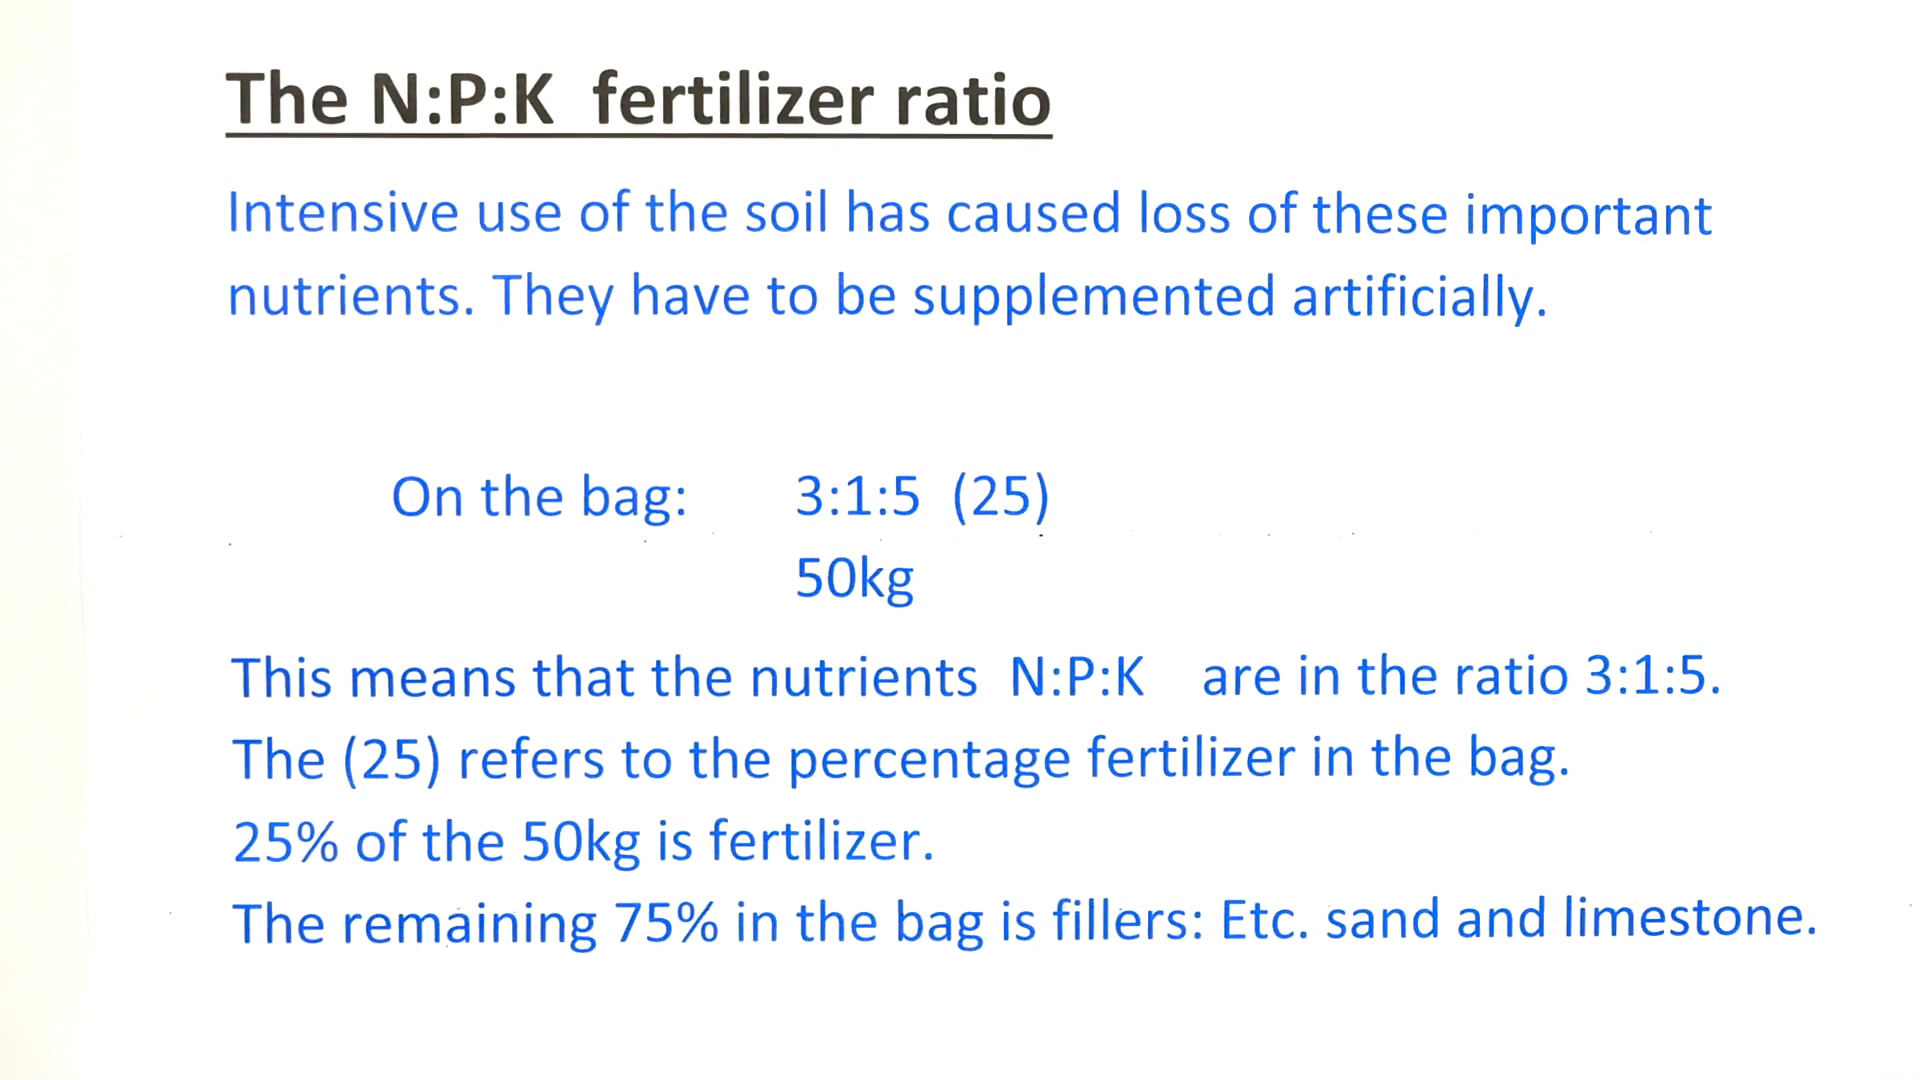 The N:P:K fertilizer ratio
Intensive use of the soil has caused loss of these important
nutrients. They have to be supplemented artificially.
On the bag: 3:1:5 (25)
50kg
This means that the nutrients N:P:K are in the ratio 3:1:5.
The (25) refers to the percentage fertilizer in the bag.
25% of the 50kg is fertilizer.
The remaining 75% in the bag is fillers: Etc. sand and limestone.